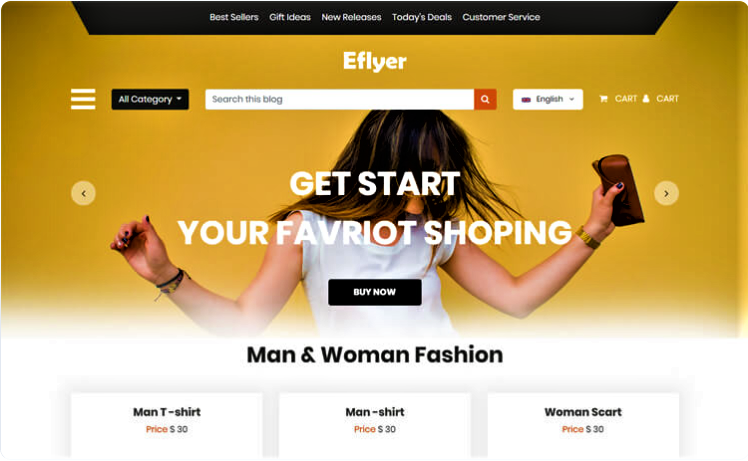 Best Sellers Gift Ideas New Releases Today's Deals Customer Service
Eflyer
All Category Search this blog English CART CART
GET START
YOUR FAVRIOT SHOPING
BUY NOW
Man & Woman Fashion
Man T -shirt Man -shirt Woman Scart
Price $ 30 Price $ 30 Price $ 30